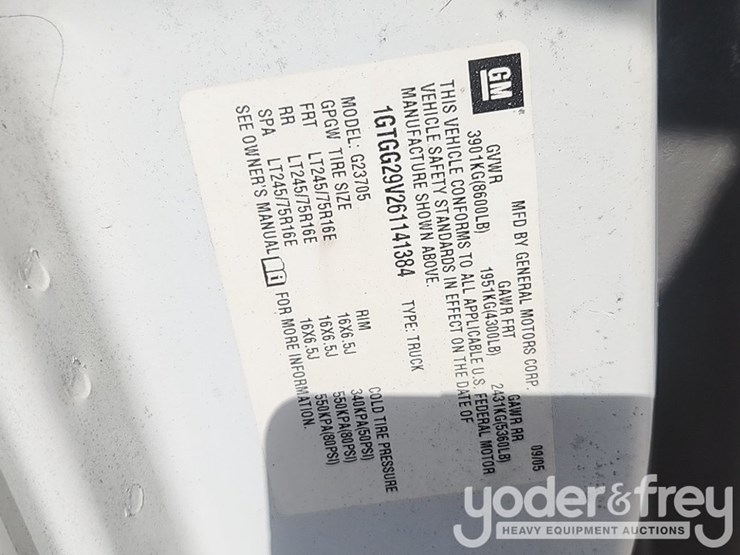 GM
MFD BY GENERAL MOTORS CORP. 09/05
GVWR GAWR FRT GAWR RR
3901KG(8600LB) 1951KG(4300LB) 2431KG(5360LB)
THIS VEHICLE CONFORMS TO ALL APPLICABLE U.S. FEDERAL MOTOR
VEHICLE SAFETY STANDARDS IN EFFECT ON THE DATE OF
MANUFACTURE SHOWN ABOVE.
1GTGG29V261141384 TYPE: TRUCK
MODEL: G23705
GPGW TIRE SIZE RIM COLD TIRE PRESSURE
FRT LT245/75R16E 16X6.5J 340KPA(50PSI)
RR LT245/75R16E 16X6.5J 550KPA(80PSI)
SPA LT245/75R16E 16X6.5J 550KPA(80PSI)
SEE OWNER'S MANUAL FOR MORE INFORMATION.
yoder&frey
HEAVY EQUIPMENT AUCTIONS